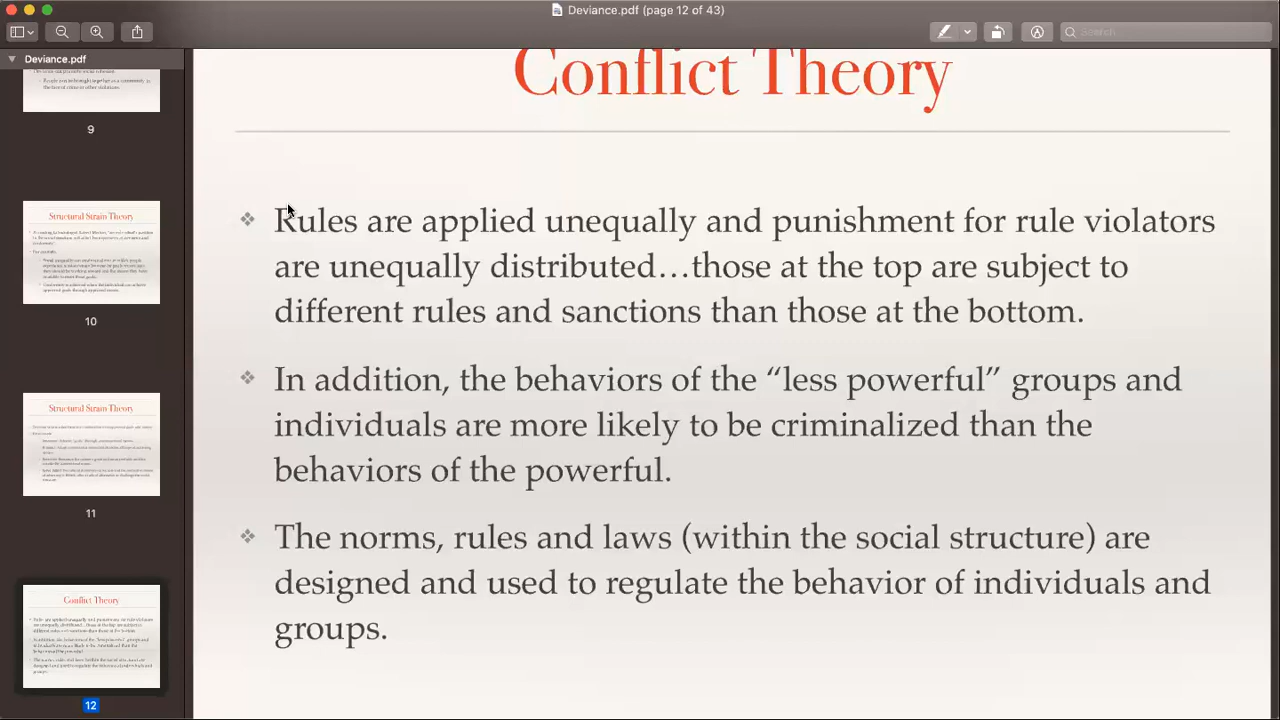 Deviance.pdf (page 12 of 43)
Search
Deviance.pdf
9
Structural Strain Theory
10
Structural Strain Theory
11
Conflict Theory
12
Conflict Theory
Rules are applied unequally and punishment for rule violators
are unequally distributed…those at the top are subject to
different rules and sanctions than those at the bottom.
In addition, the behaviors of the “less powerful” groups and
individuals are more likely to be criminalized than the
behaviors of the powerful.
The norms, rules and laws (within the social structure) are
designed and used to regulate the behavior of individuals and
groups.